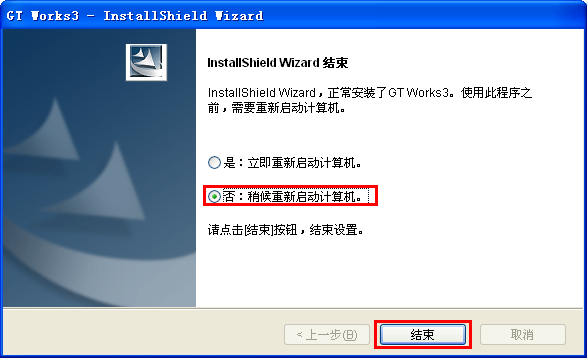 GT Works3 - InstallShield Wizard
InstallShield Wizard 结束
InstallShield Wizard，正常安装了GT Works3。使用此程序之
前，需要重新启动计算机。
是：立即重新启动计算机。
否：稍候重新启动计算机。
请点击[结束]按钮，结束设置。
< 上一步(B)
结束
取消